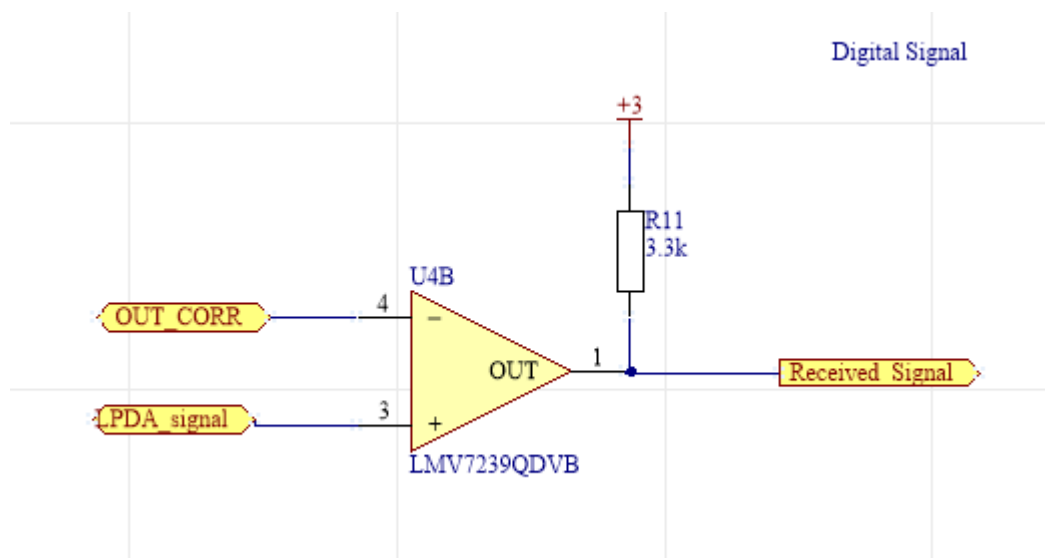 Digital Signal
+3
R11
3.3k
U4B
OUT_CORR
4
−
OUT
1
Received_Signal
LPDA_signal
3
+
LMV7239QDVB